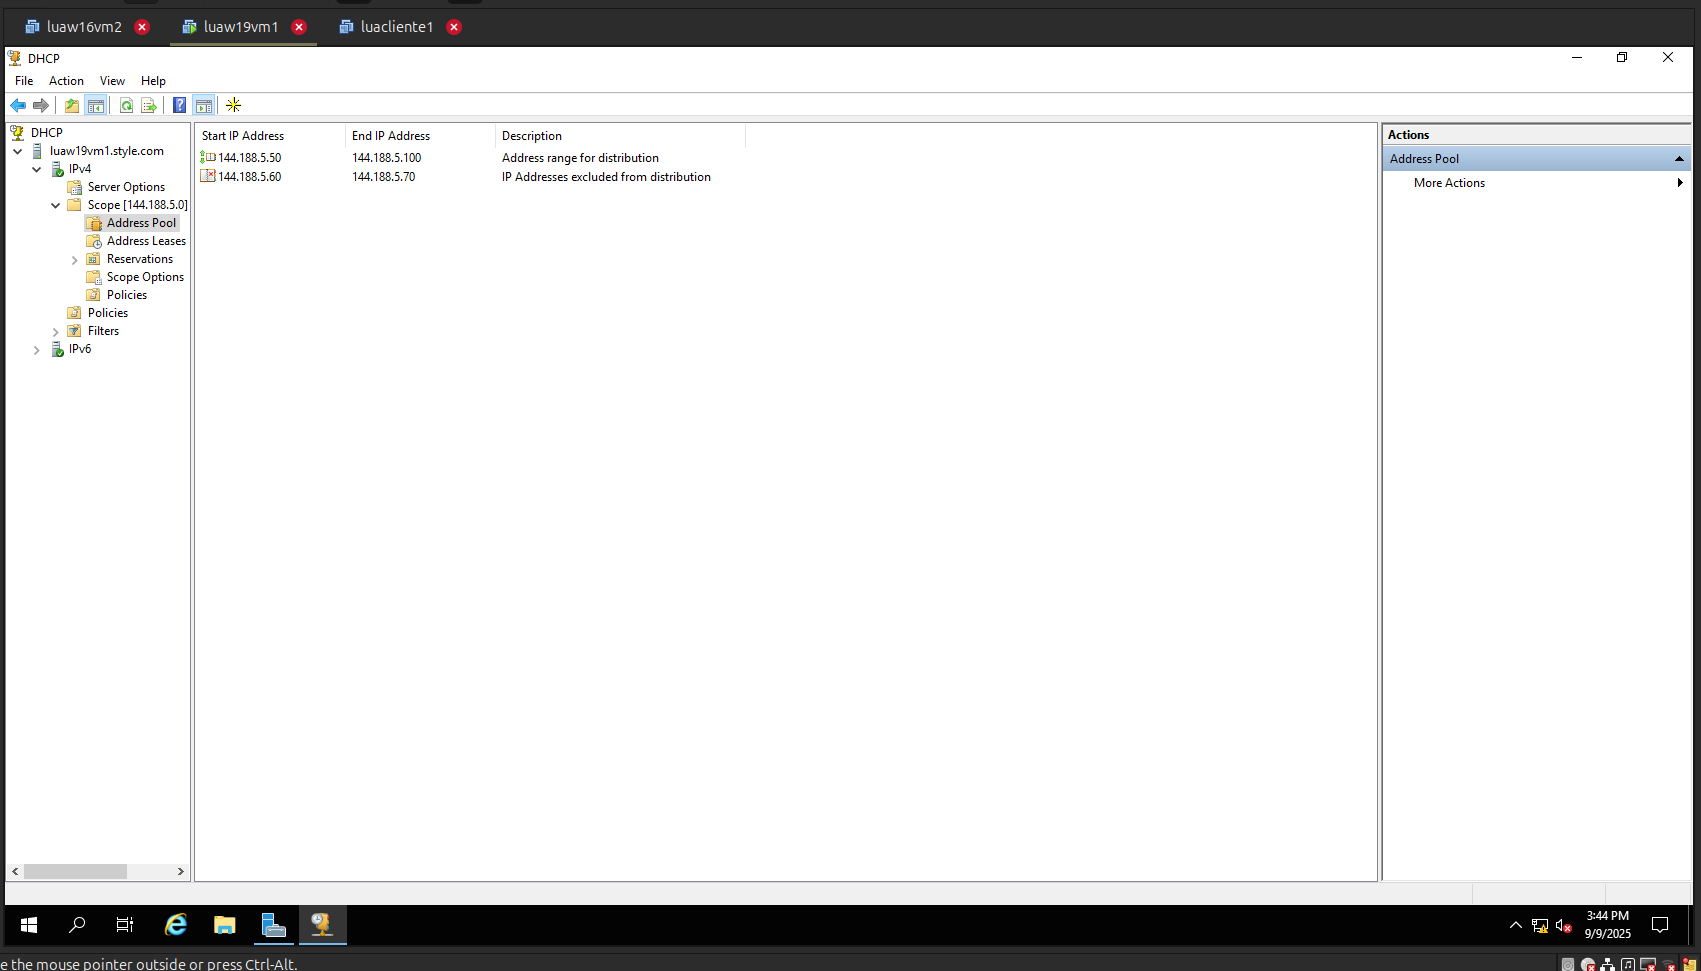 luaw16vm2 luaw19vm1 luacliente1
DHCP
File Action View Help
DHCP
luaw19vm1.style.com
IPv4
Server Options
Scope [144.188.5.0]
Address Pool
Address Leases
Reservations
Scope Options
Policies
Policies
Filters
IPv6
Start IP Address End IP Address Description
144.188.5.50 144.188.5.100 Address range for distribution
144.188.5.60 144.188.5.70 IP Addresses excluded from distribution
Actions
Address Pool
More Actions
3:44 PM
9/9/2025
e the mouse pointer outside or press Ctrl-Alt.